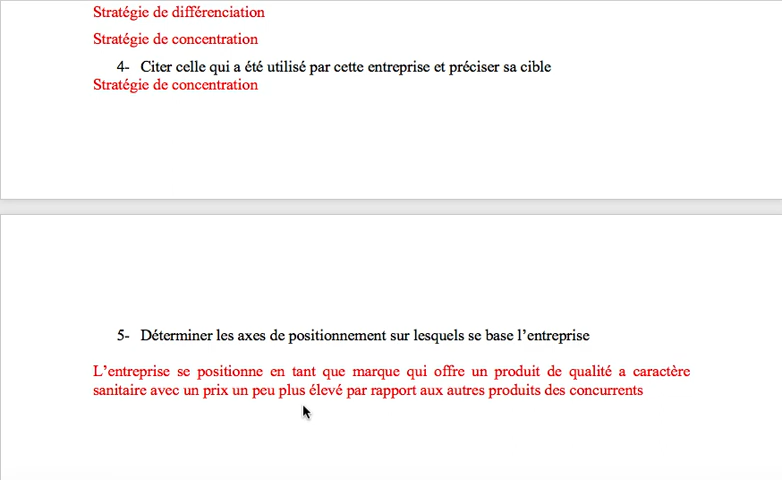 Stratégie de différenciation
Stratégie de concentration
4- Citer celle qui a été utilisé par cette entreprise et préciser sa cible
Stratégie de concentration
5- Déterminer les axes de positionnement sur lesquels se base l’entreprise
L’entreprise se positionne en tant que marque qui offre un produit de qualité a caractère
sanitaire avec un prix un peu plus élevé par rapport aux autres produits des concurrents